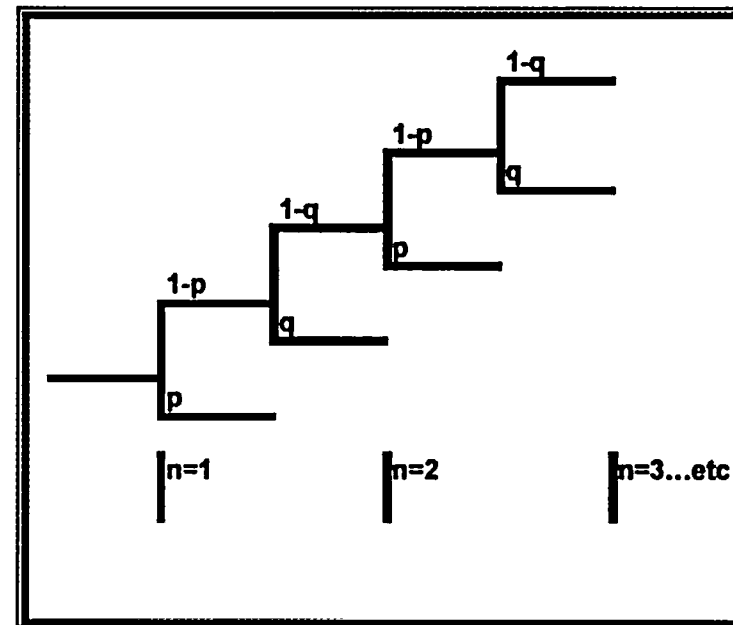 1-q
1-p
q
1-q
p
1-p
q
p
n=1 n=2 n=3...etc